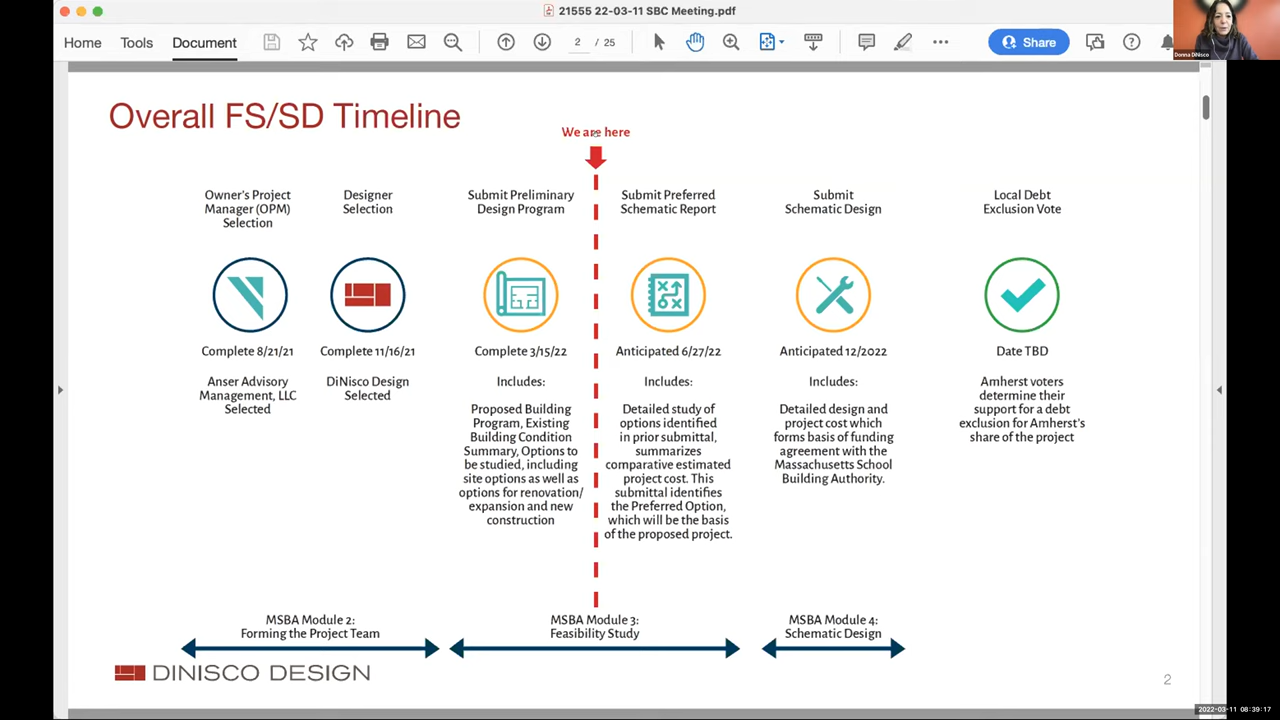 21555 22-03-11 SBC Meeting.pdf
Home Tools Document 2 / 25 Share
Donna DiNisco
Overall FS/SD Timeline
We are here
Owner's Project
Manager (OPM)
Selection
Designer
Selection
Submit Preliminary
Design Program
Submit Preferred
Schematic Report
Submit
Schematic Design
Local Debt
Exclusion Vote
Complete 8/21/21
Complete 11/16/21
Complete 3/15/22
Anticipated 6/27/22
Anticipated 12/2022
Date TBD
Anser Advisory
Management, LLC
Selected
DiNisco Design
Selected
Includes:
Proposed Building
Program, Existing
Building Condition
Summary, Options to
be studied, including
site options as well as
options for renovation/
expansion and new
construction
Includes:
Detailed study of
options identified
in prior submittal,
summarizes
comparative estimated
project cost. This
submittal identifies
the Preferred Option,
which will be the basis
of the proposed project.
Includes:
Detailed design and
project cost which
forms basis of funding
agreement with the
Massachusetts School
Building Authority.
Amherst voters
determine their
support for a debt
exclusion for Amherst's
share of the project
MSBA Module 2:
Forming the Project Team
MSBA Module 3:
Feasibility Study
MSBA Module 4:
Schematic Design
DINISCO DESIGN
2
2022-03-11 08:39:17